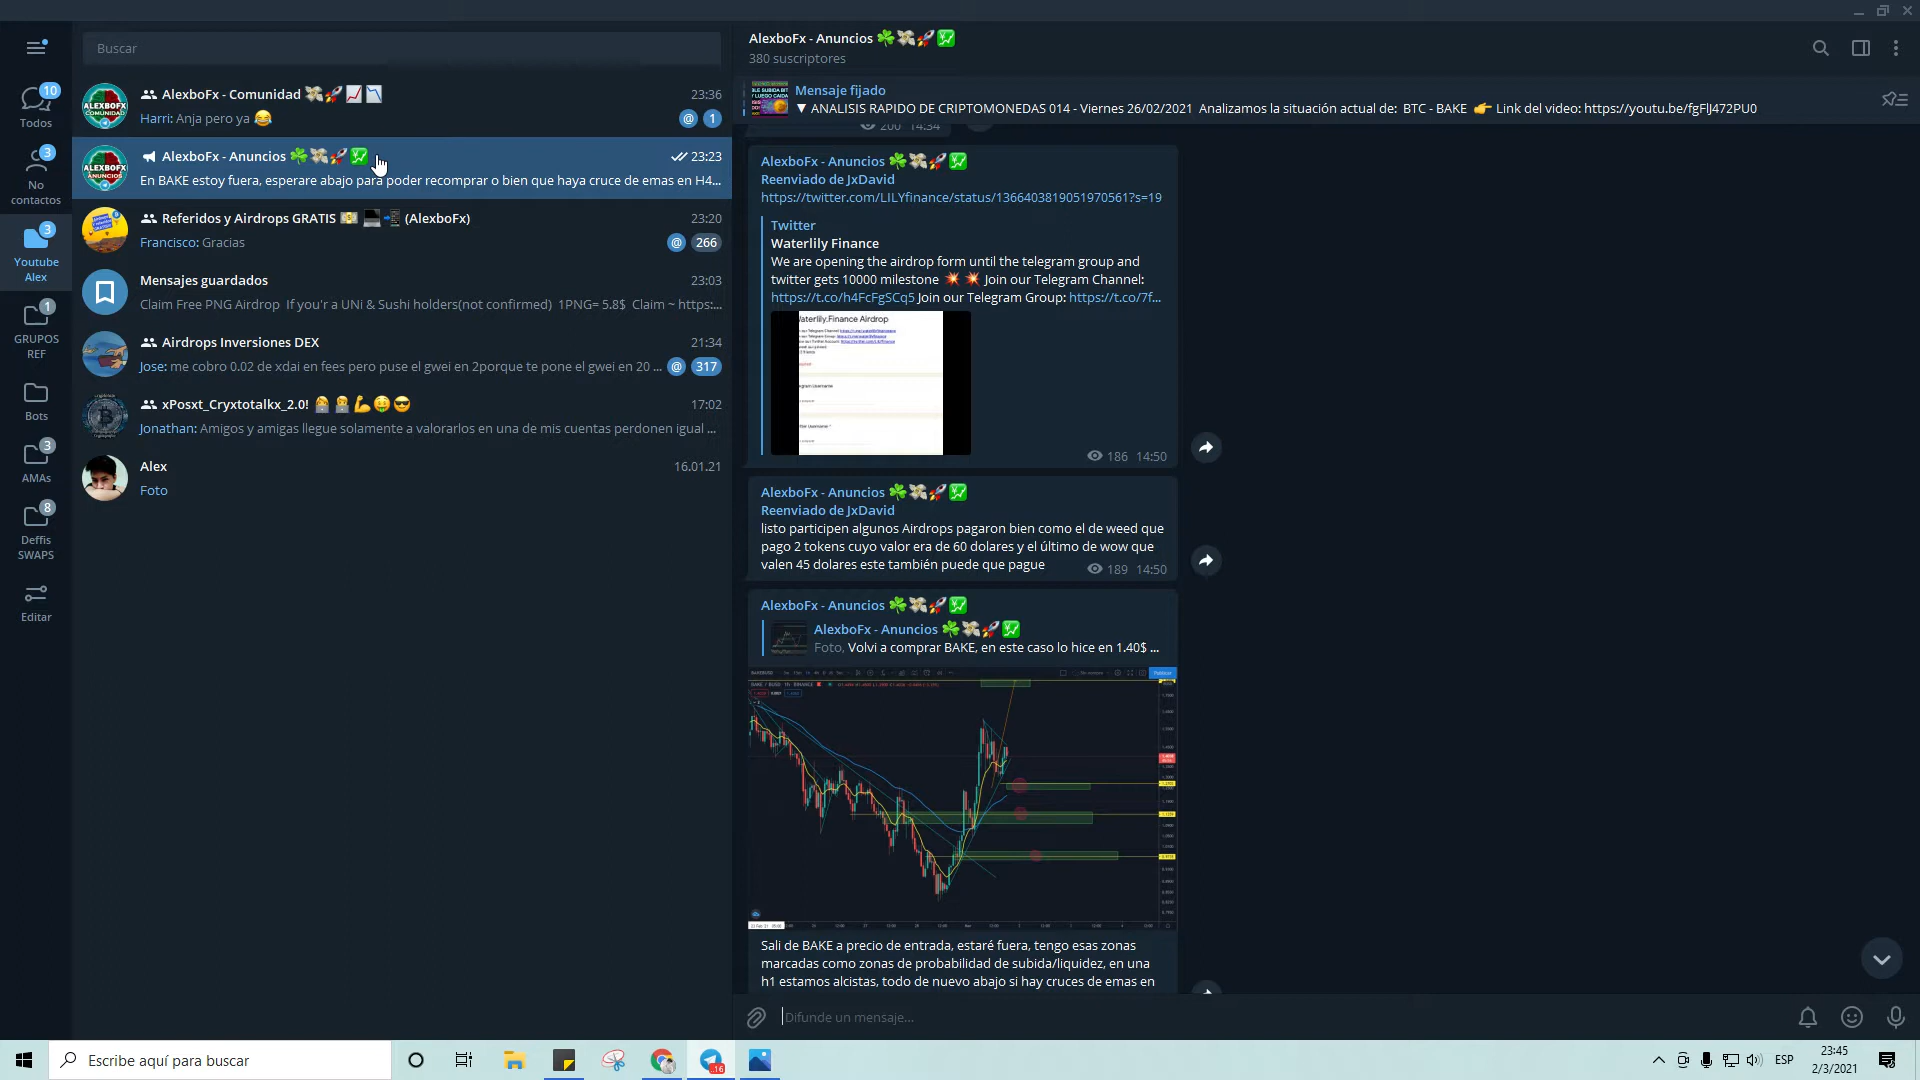 Buscar
10
Todos
3
No
contactos
3
Youtube
Alex
1
GRUPOS
REF
Bots
3
AMAs
8
Deffis
SWAPS
Editar
ALEXBOFX
COMUNIDAD
AlexboFx - Comunidad 💸🚀📈📉
23:36
Harri: Anja pero ya 😂
@ 1
ALEXBOFX
ANUNCIOS
AlexboFx - Anuncios ☘️💸🚀💹
23:23
En BAKE estoy fuera, esperare abajo para poder recomprar o bien que haya cruce de emas en H4...
Referidos y Airdrops GRATIS 💵 💻📲 (AlexboFx)
23:20
Francisco: Gracias
@ 266
Mensajes guardados
23:03
Claim Free PNG Airdrop If you'r a UNi & Sushi holders(not confirmed) 1PNG= 5.8$ Claim ~ https:...
Airdrops Inversiones DEX
21:34
Jose: me cobro 0.02 de xdai en fees pero puse el gwei en 2porque te pone el gwei en 20 ...
@ 317
xPosxt_Cryxtotalkx_2.0! 👩‍💼👨‍💼💪🤑😎
17:02
Jonathan: Amigos y amigas llegue solamente a valorarlos en una de mis cuentas perdonen igual ...
Alex
16.01.21
Foto
AlexboFx - Anuncios ☘️💸🚀💹
380 suscriptores
Mensaje fijado
▼ ANALISIS RAPIDO DE CRIPTOMONEDAS 014 - Viernes 26/02/2021 Analizamos la situación actual de: BTC - BAKE 👉 Link del video: https://youtu.be/fgFlJ472PU0
200 14:34
AlexboFx - Anuncios ☘️💸🚀💹
Reenviado de JxDavid
https://twitter.com/LILYfinance/status/1366403819051970561?s=19
Twitter
Waterlily Finance
We are opening the airdrop form until the telegram group and
twitter gets 10000 milestone 💥 💥 Join our Telegram Channel:
https://t.co/h4FcFgSCq5 Join our Telegram Group: https://t.co/7f...
aterlily.Finance Airdrop
186 14:50
AlexboFx - Anuncios ☘️💸🚀💹
Reenviado de JxDavid
listo participen algunos Airdrops pagaron bien como el de weed que
pago 2 tokens cuyo valor era de 60 dolares y el último de wow que
valen 45 dolares este también puede que pague
189 14:50
AlexboFx - Anuncios ☘️💸🚀💹
AlexboFx - Anuncios ☘️💸🚀💹
Foto, Volvi a comprar BAKE, en este caso lo hice en 1.40$ ...
Sali de BAKE a precio de entrada, estaré fuera, tengo esas zonas
marcadas como zonas de probabilidad de subida/liquidez, en una
h1 estamos alcistas, todo de nuevo abajo si hay cruces de emas en
Difunde un mensaje...
Escribe aquí para buscar
16
ESP
23:45
2/3/2021